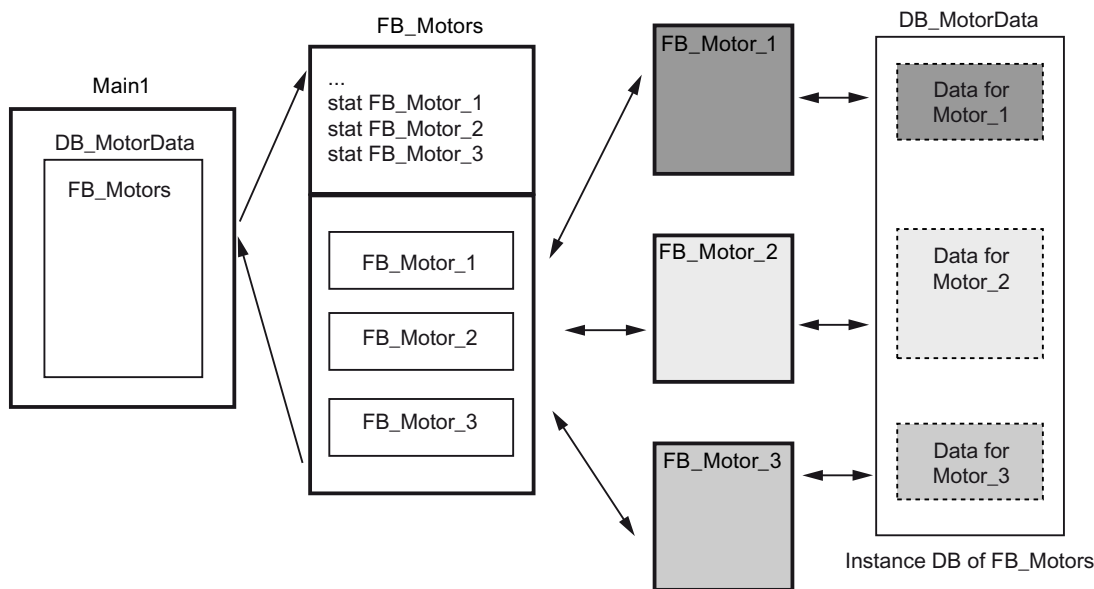 Main1
DB_MotorData
FB_Motors
FB_Motors
...
stat FB_Motor_1
stat FB_Motor_2
stat FB_Motor_3
FB_Motor_1
FB_Motor_2
FB_Motor_3
FB_Motor_1
FB_Motor_2
FB_Motor_3
DB_MotorData
Data for
Motor_1
Data for
Motor_2
Data for
Motor_3
Instance DB of FB_Motors